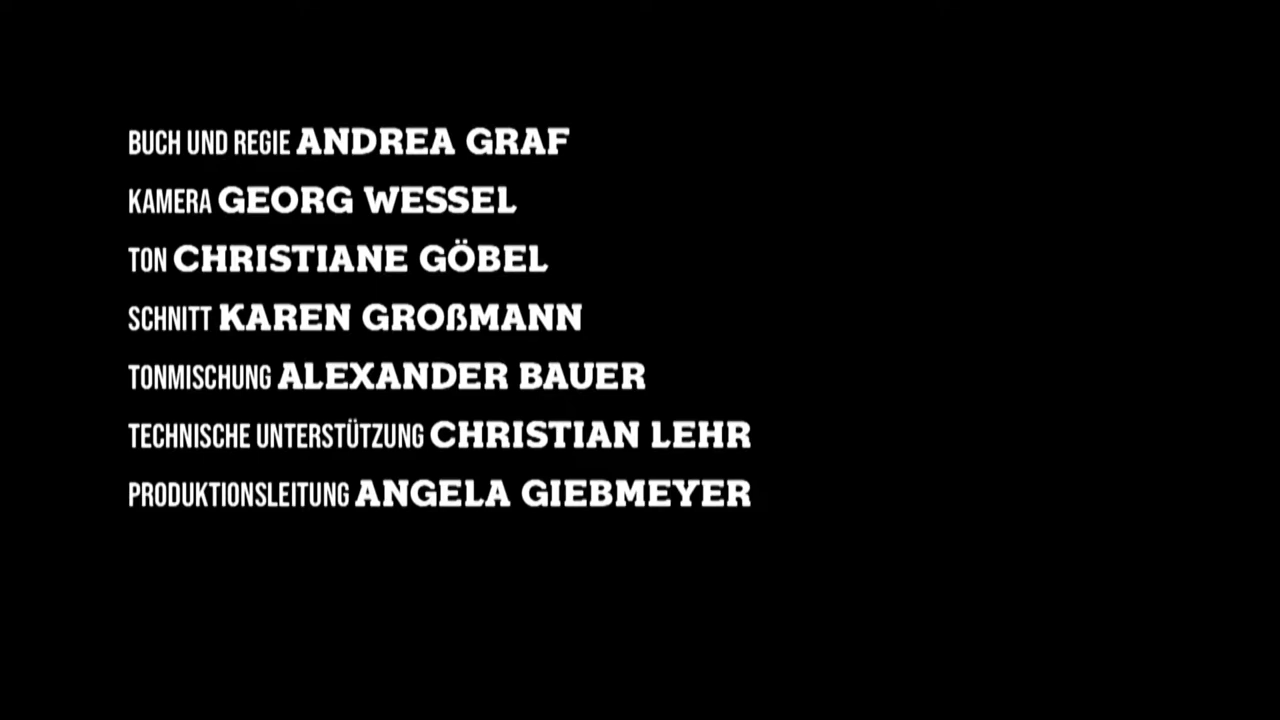 BUCH UND REGIE ANDREA GRAF
KAMERA GEORG WESSEL
TON CHRISTIANE GÖBEL
SCHNITT KAREN GROßMANN
TONMISCHUNG ALEXANDER BAUER
TECHNISCHE UNTERSTÜTZUNG CHRISTIAN LEHR
PRODUKTIONSLEITUNG ANGELA GIEBMEYER